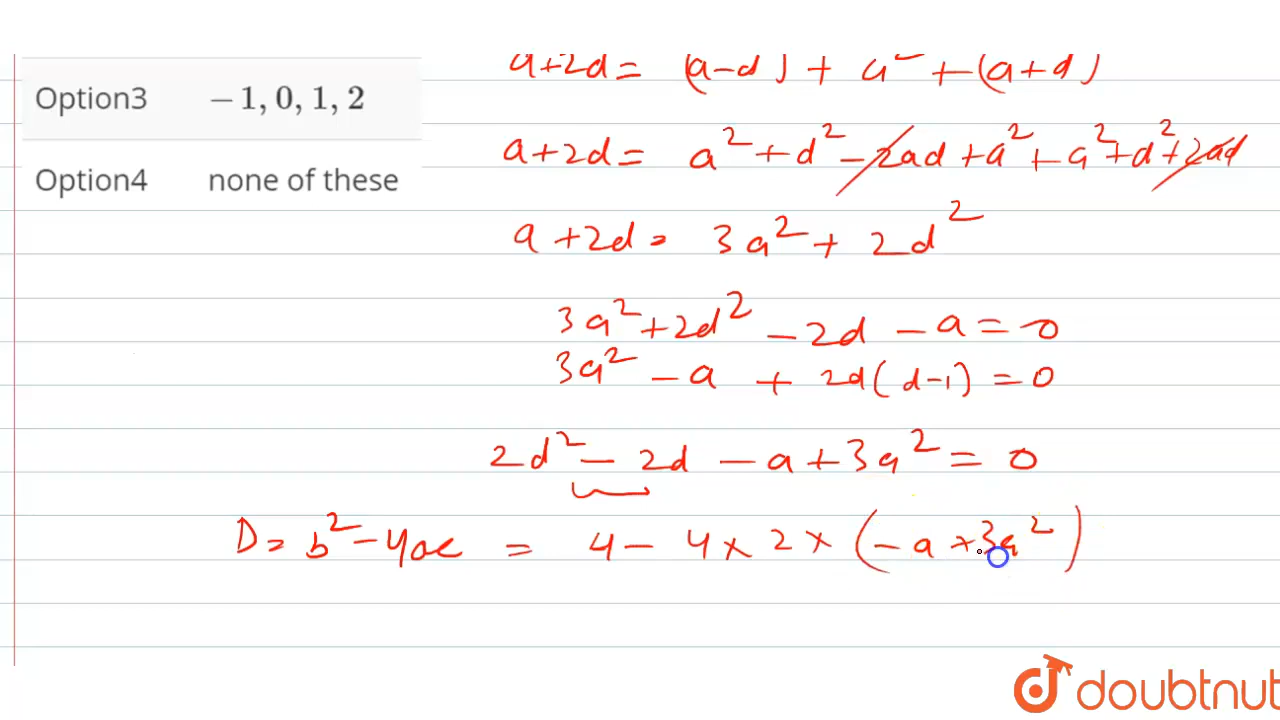 a+2d = (a-d) + a² + (a+d)
Option3 -1, 0, 1, 2
a+2d = a² + d² - 2ad + a² + a² + d² + 2ad
Option4 none of these
a+2d = 3a² + 2d²
3a² + 2d² - 2d - a = 0
3a² - a + 2d(d-1) = 0
2d² - 2d - a + 3a² = 0
D = b² - 4ac = 4 - 4 × 2 × (-a + 3a²)
doubtnut